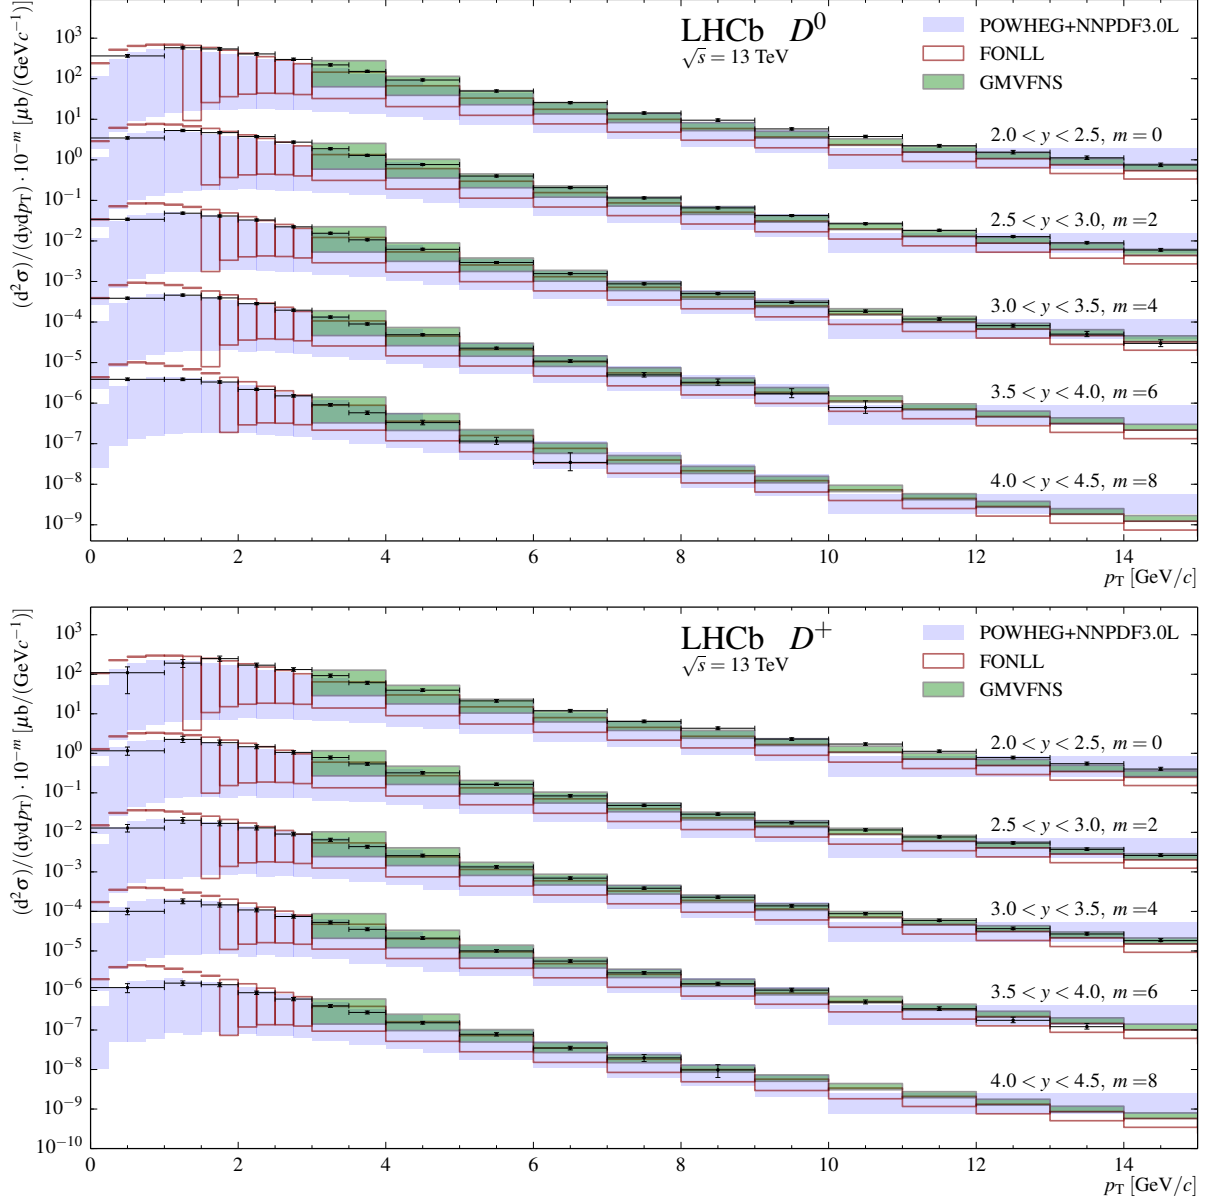 LHCb D⁰
√s = 13 TeV
POWHEG+NNPDF3.0L
FONLL
GMVFNS
(d²σ)/(dydp_T) · 10⁻ᵐ [μb/(GeVc⁻¹)]
10³
10²
10¹
10⁰
10⁻¹
10⁻²
10⁻³
10⁻⁴
10⁻⁵
10⁻⁶
10⁻⁷
10⁻⁸
10⁻⁹
2.0 < y < 2.5, m = 0
2.5 < y < 3.0, m = 2
3.0 < y < 3.5, m = 4
3.5 < y < 4.0, m = 6
4.0 < y < 4.5, m = 8
0 2 4 6 8 10 12 14
p_T [GeV/c]
LHCb D⁺
√s = 13 TeV
POWHEG+NNPDF3.0L
FONLL
GMVFNS
(d²σ)/(dydp_T) · 10⁻ᵐ [μb/(GeVc⁻¹)]
10³
10²
10¹
10⁰
10⁻¹
10⁻²
10⁻³
10⁻⁴
10⁻⁵
10⁻⁶
10⁻⁷
10⁻⁸
10⁻⁹
10⁻¹⁰
2.0 < y < 2.5, m = 0
2.5 < y < 3.0, m = 2
3.0 < y < 3.5, m = 4
3.5 < y < 4.0, m = 6
4.0 < y < 4.5, m = 8
0 2 4 6 8 10 12 14
p_T [GeV/c]